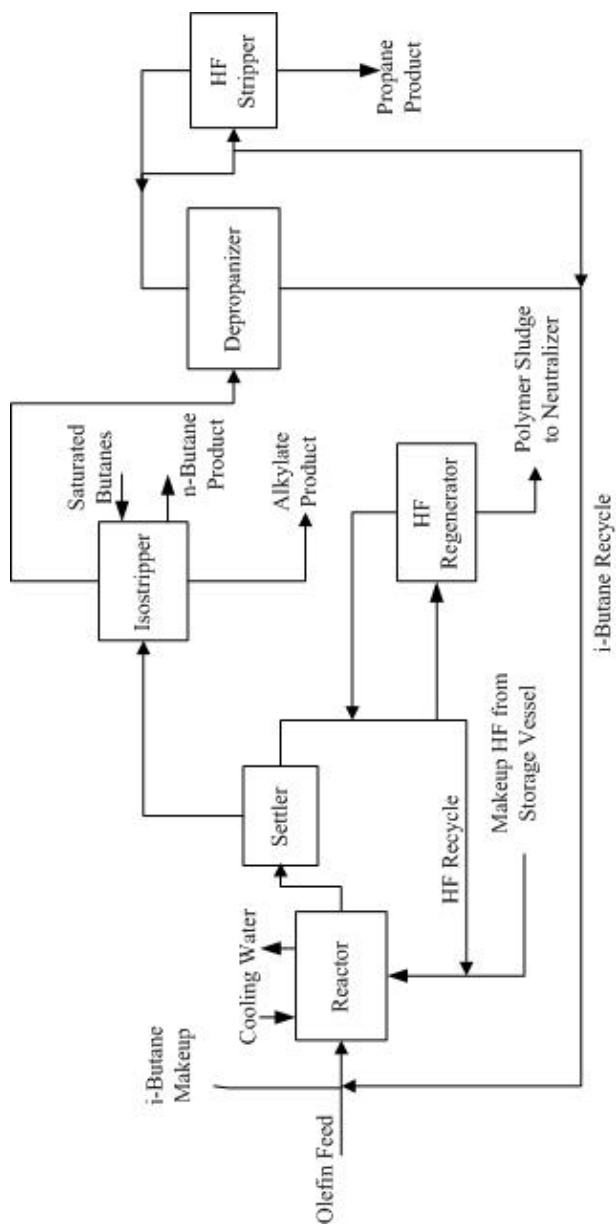 Olefin Feed
i-Butane
Makeup
Cooling Water
Reactor
Settler
HF Recycle
Makeup HF from
Storage Vessel
Isostripper
Saturated
Butanes
n-Butane
Product
Alkylate
Product
HF
Regenerator
Polymer Sludge
to Neutralizer
Depropanizer
HF
Stripper
Propane
Product
i-Butane Recycle